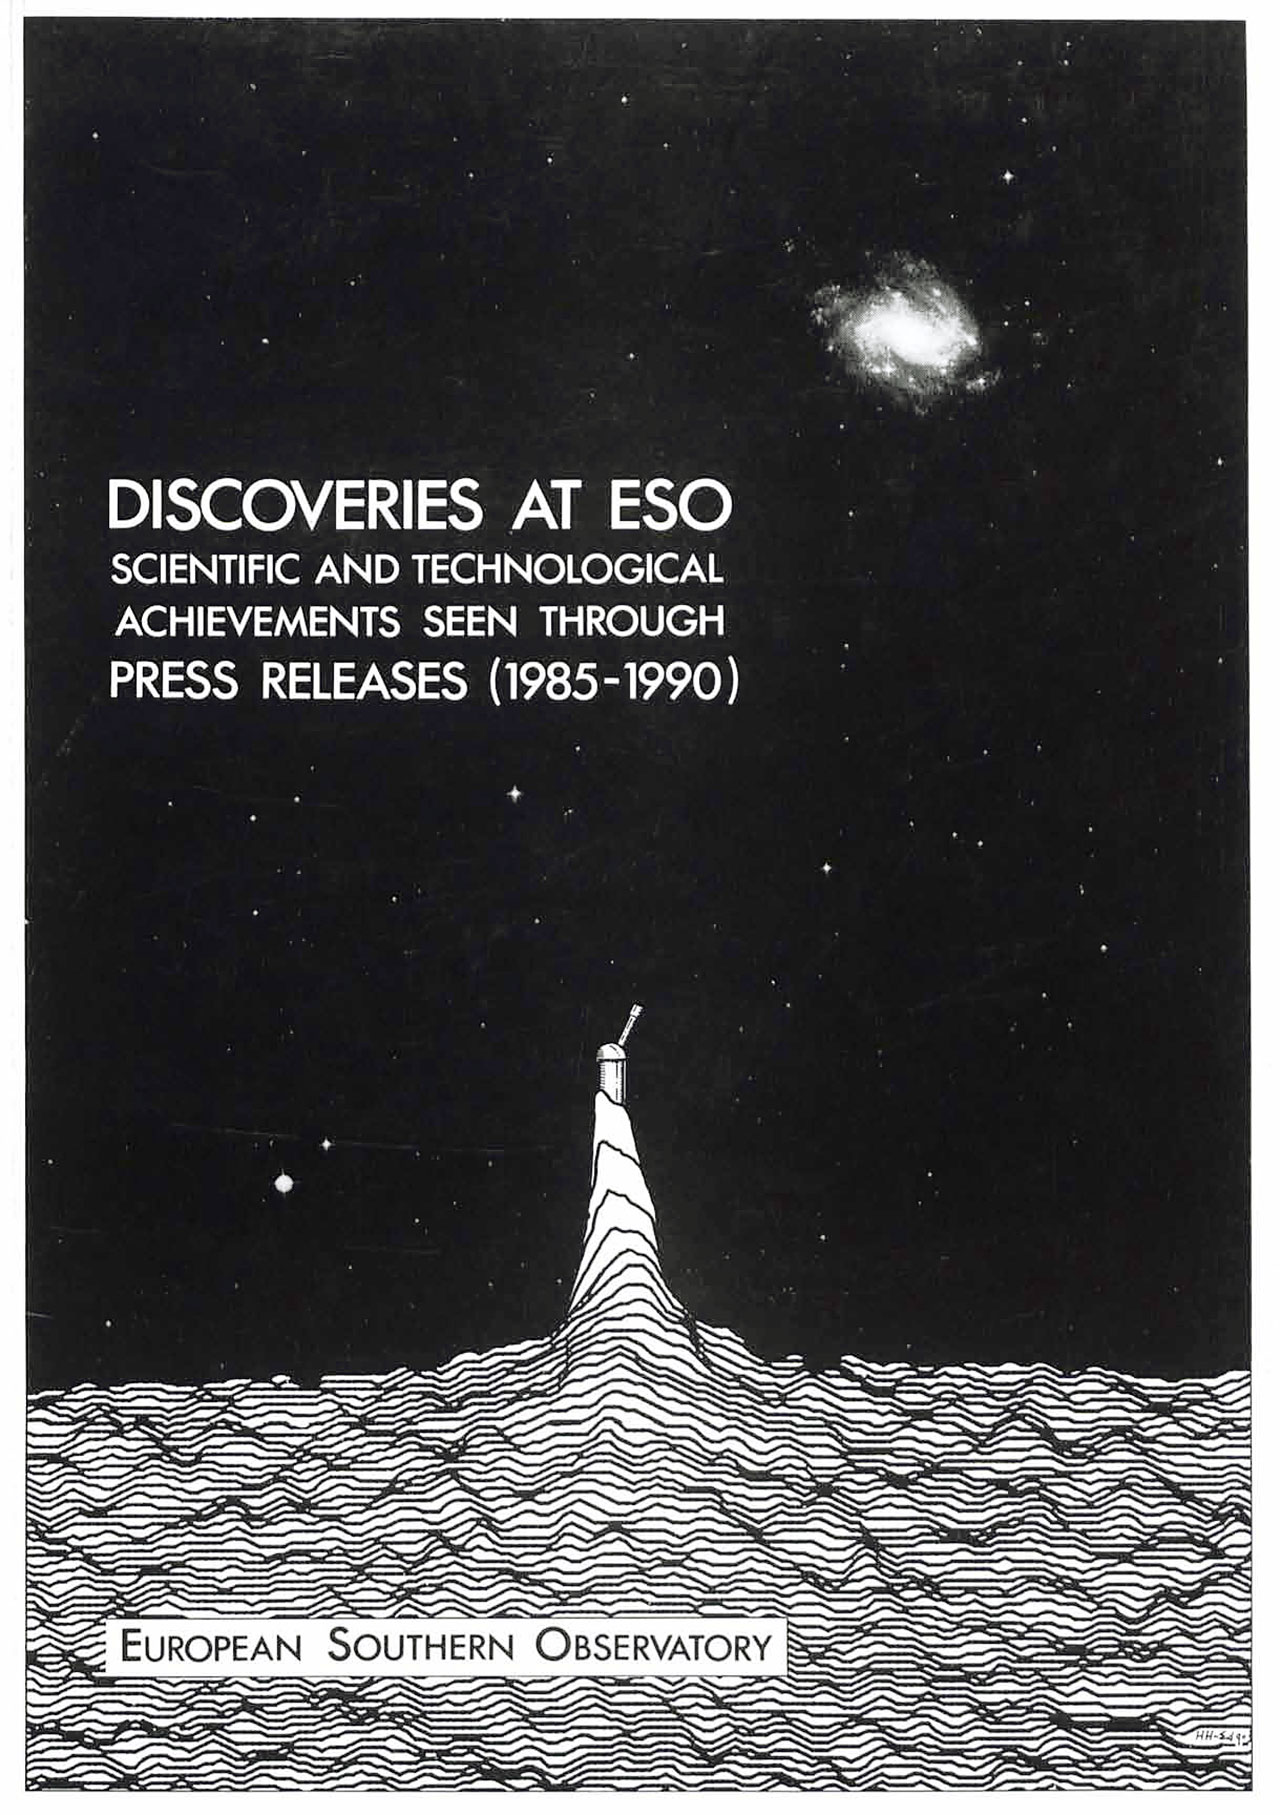 DISCOVERIES AT ESO
SCIENTIFIC AND TECHNOLOGICAL
ACHIEVEMENTS SEEN THROUGH
PRESS RELEASES (1985-1990)
EUROPEAN SOUTHERN OBSERVATORY